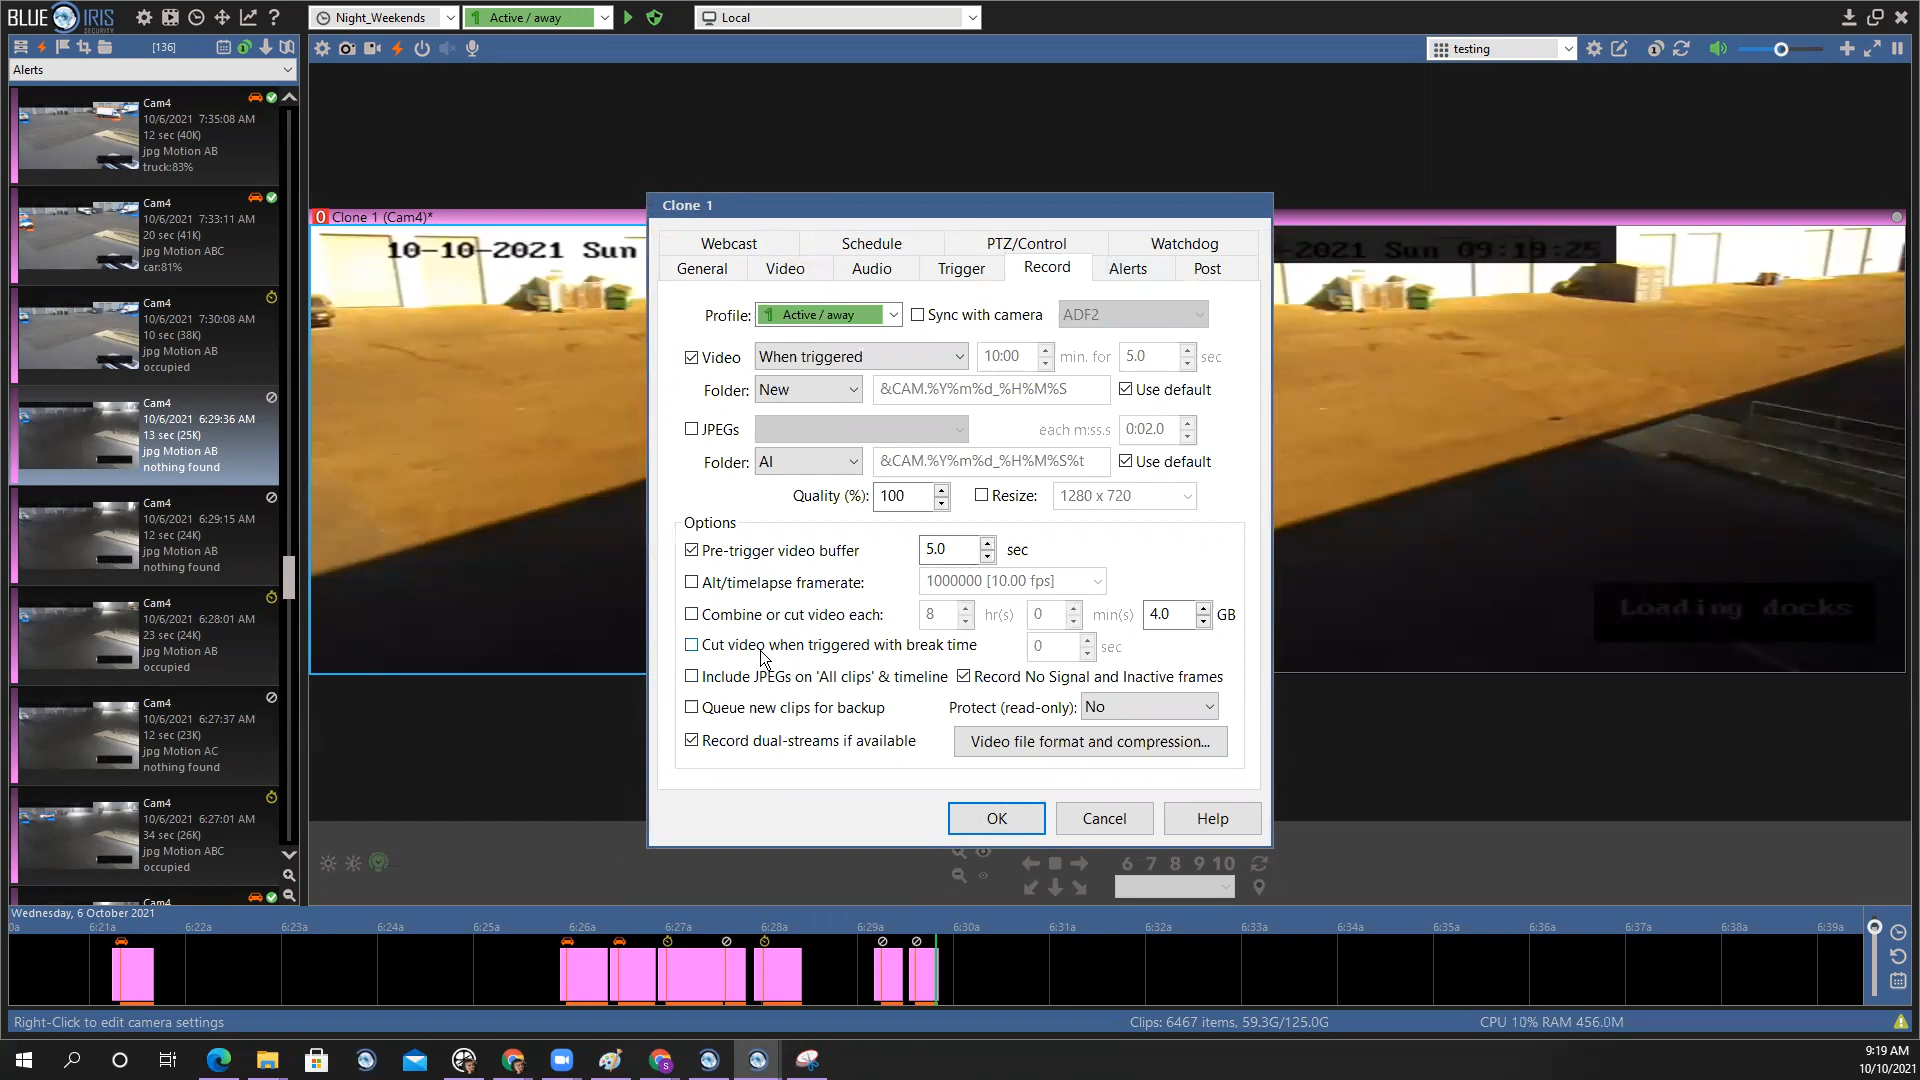 BLUE IRIS
SECURITY
Night_Weekends
1 Active / away
Local
[136]
testing
Alerts
Cam4
10/6/2021 7:35:08 AM
12 sec (40K)
jpg Motion AB
truck:83%
Cam4
10/6/2021 7:33:11 AM
20 sec (41K)
jpg Motion ABC
car:81%
Cam4
10/6/2021 7:30:08 AM
10 sec (38K)
jpg Motion AB
occupied
Cam4
10/6/2021 6:29:36 AM
13 sec (25K)
jpg Motion AB
nothing found
Cam4
10/6/2021 6:29:15 AM
12 sec (24K)
jpg Motion AB
nothing found
Cam4
10/6/2021 6:28:01 AM
23 sec (24K)
jpg Motion AB
occupied
Cam4
10/6/2021 6:27:37 AM
12 sec (23K)
jpg Motion AC
nothing found
Cam4
10/6/2021 6:27:01 AM
34 sec (26K)
jpg Motion ABC
occupied
Cam4
0 Clone 1 (Cam4)*
10-10-2021 Sun
-2021 Sun 09:19:25
Loading docks
Clone 1
Webcast Schedule PTZ/Control Watchdog
General Video Audio Trigger Record Alerts Post
Profile: 1 Active / away Sync with camera ADF2
Video When triggered 10:00 min. for 5.0 sec
Folder: New &CAM.%Y%m%d_%H%M%S Use default
JPEGs each m:ss.s 0:02.0
Folder: AI &CAM.%Y%m%d_%H%M%S%t Use default
Quality (%): 100 Resize: 1280 x 720
Options
Pre-trigger video buffer 5.0 sec
Alt/timelapse framerate: 1000000 [10.00 fps]
Combine or cut video each: 8 hr(s) 0 min(s) 4.0 GB
Cut video when triggered with break time 0 sec
Include JPEGs on 'All clips' & timeline Record No Signal and Inactive frames
Queue new clips for backup Protect (read-only): No
Record dual-streams if available Video file format and compression...
OK Cancel Help
6 7 8 9 10
Wednesday, 6 October 2021
0a 6:21a 6:22a 6:23a 6:24a 6:25a 6:26a 6:27a 6:28a 6:29a 6:30a 6:31a 6:32a 6:33a 6:34a 6:35a 6:36a 6:37a 6:38a 6:39a
Right-Click to edit camera settings
Clips: 6467 items, 59.3G/125.0G
CPU 10% RAM 456.0M
9:19 AM
10/10/2021